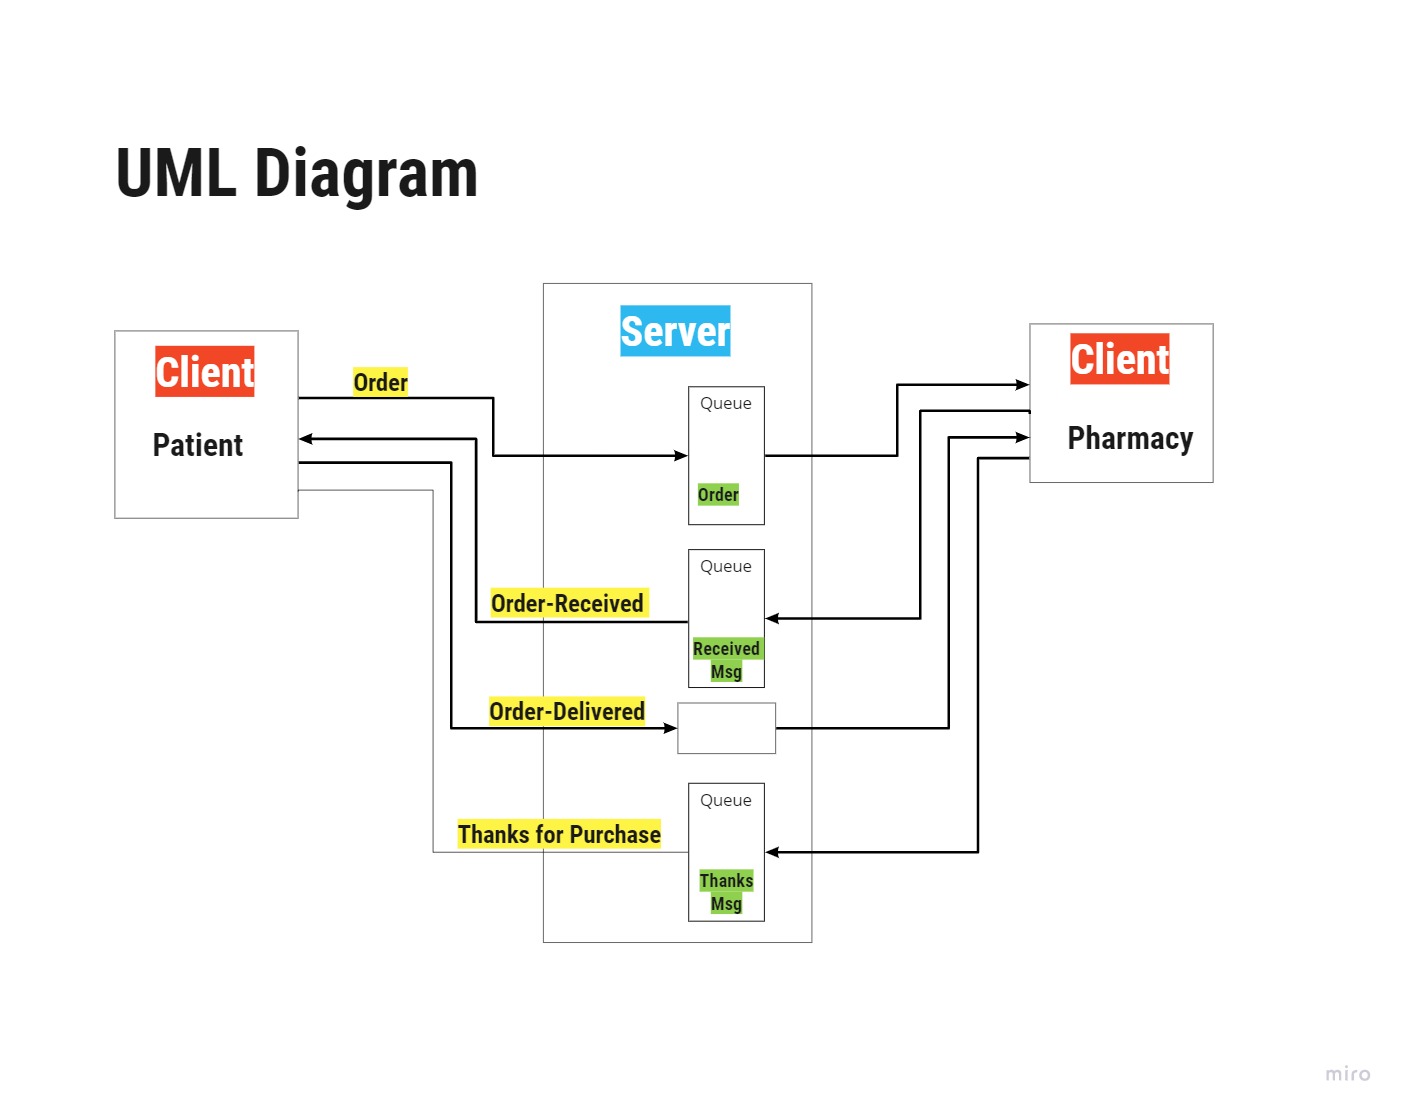 UML Diagram
Server
Client
Patient
Client
Pharmacy
Order
Queue
Order
Queue
Order-Received
Received
Msg
Order-Delivered
Queue
Thanks for Purchase
Thanks
Msg
miro